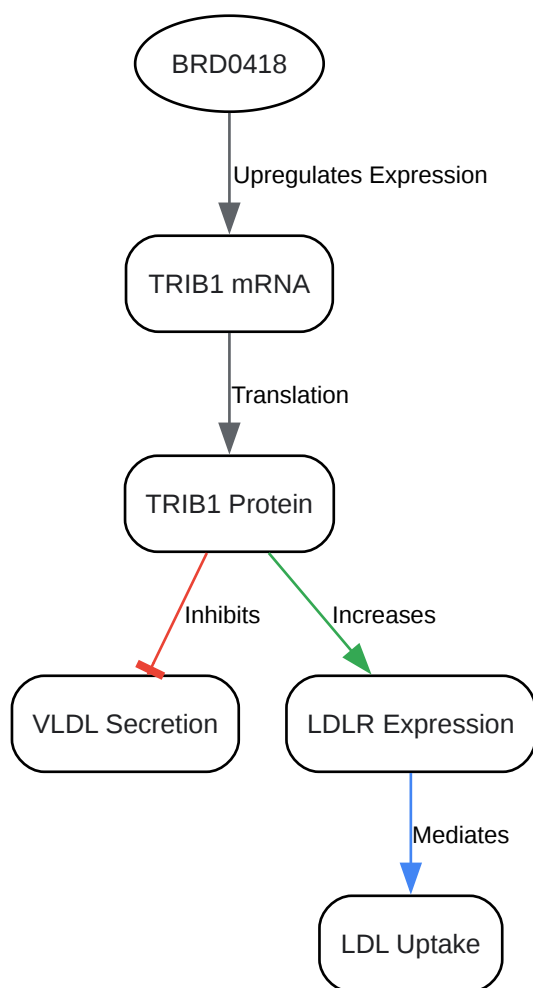 BRD0418
Upregulates Expression
TRIB1 mRNA
Translation
TRIB1 Protein
Inhibits
Increases
VLDL Secretion
LDLR Expression
Mediates
LDL Uptake